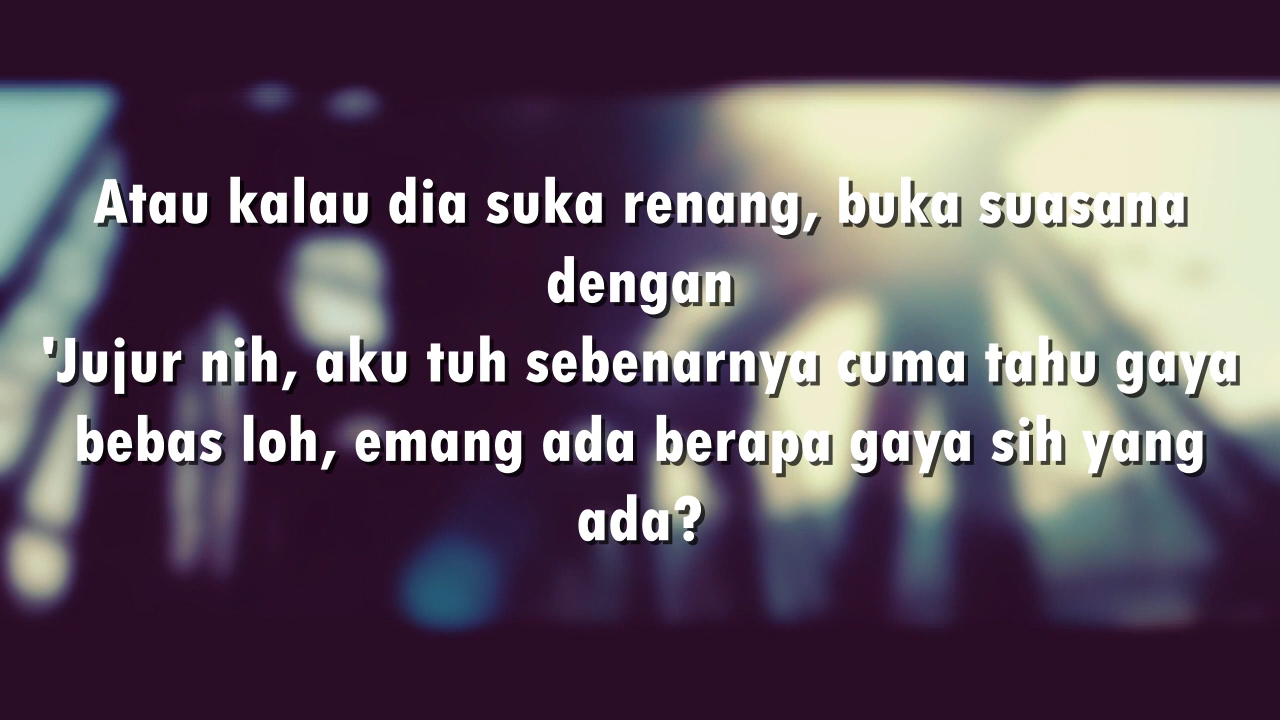 Atau kalau dia suka renang, buka suasana
dengan
'Jujur nih, aku tuh sebenarnya cuma tahu gaya
bebas loh, emang ada berapa gaya sih yang
ada?